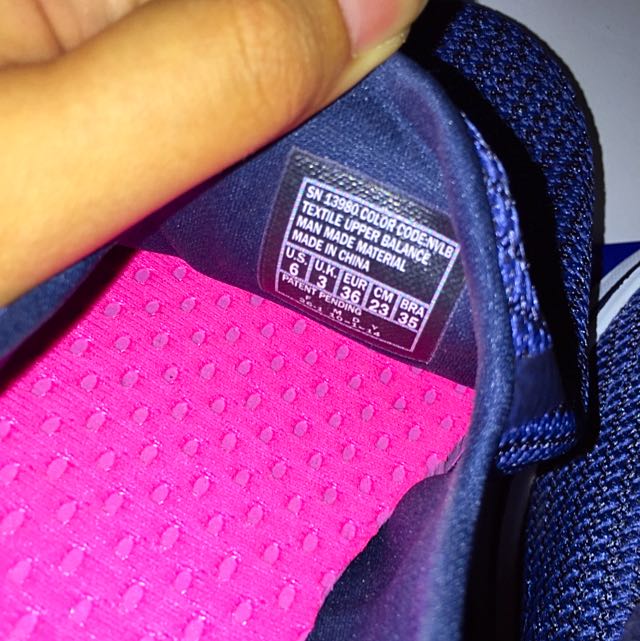 SN 13980 COLOR CODE:NVLB
TEXTILE UPPER BALANCE
MAN MADE MATERIAL
MADE IN CHINA
U.S. U.K. EUR CM BRA
6 3 36 23 35
PATENT PENDING
F M D Y